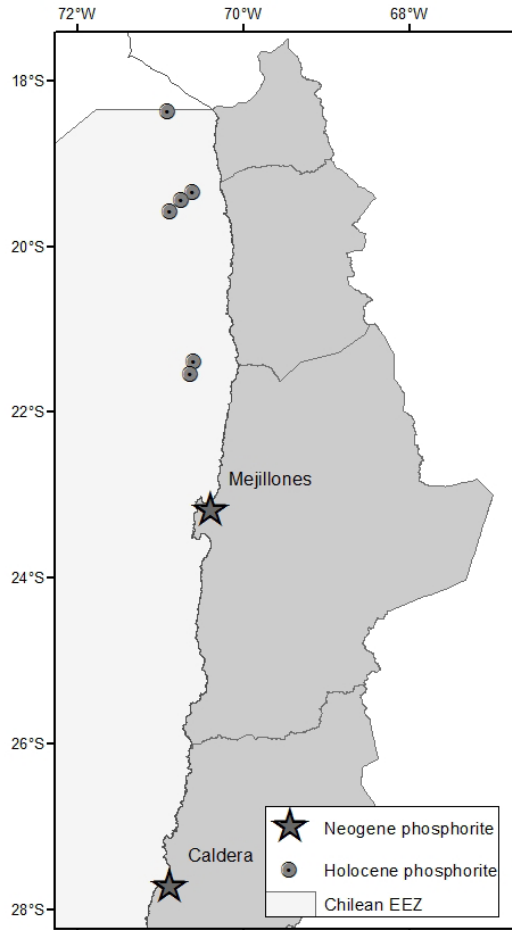 72°W 70°W 68°W
18°S
20°S
22°S
Mejillones
24°S
26°S
Caldera
28°S
Neogene phosphorite
Holocene phosphorite
Chilean EEZ